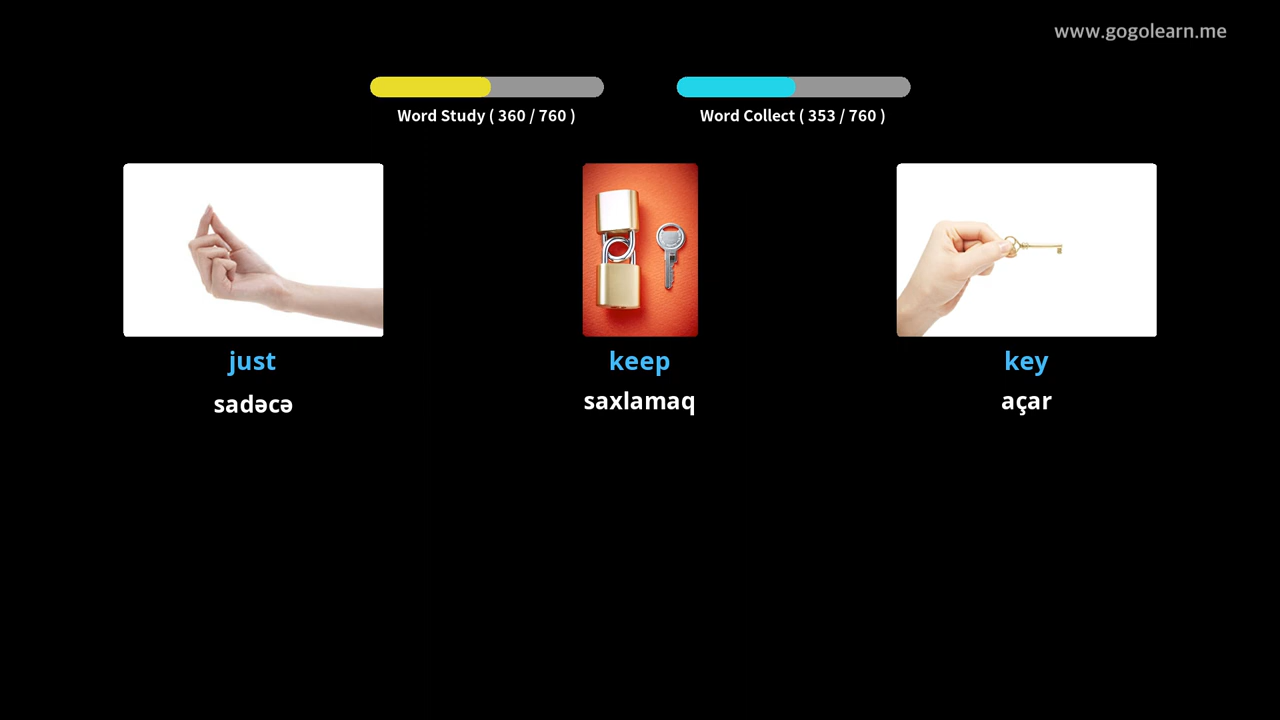 www.gogolearn.me
Word Study ( 360 / 760 )
Word Collect ( 353 / 760 )
just
keep
key
sadəcə
saxlamaq
açar